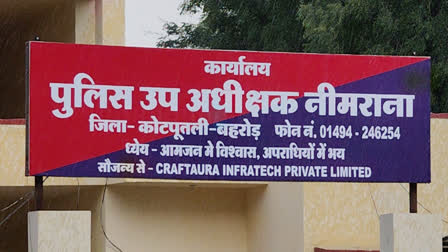 कार्यालय
पुलिस उप अधीक्षक नीमराना
जिला- कोटपूतली-बहरोड़ फोन नं. 01494 - 246254
ध्येय - आमजन मे विश्वास, अपराधियों में भय
सौजन्य से - CRAFTAURA INFRATECH PRIVATE LIMITED